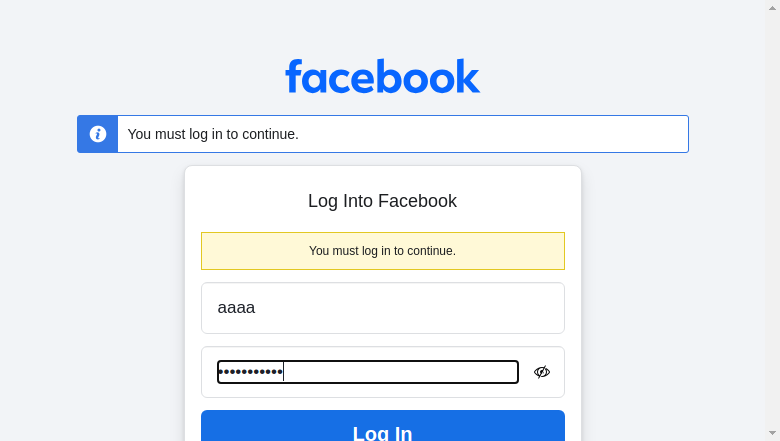 facebook
You must log in to continue.
Log Into Facebook
You must log in to continue.
aaaa
•••••••••••
Log In